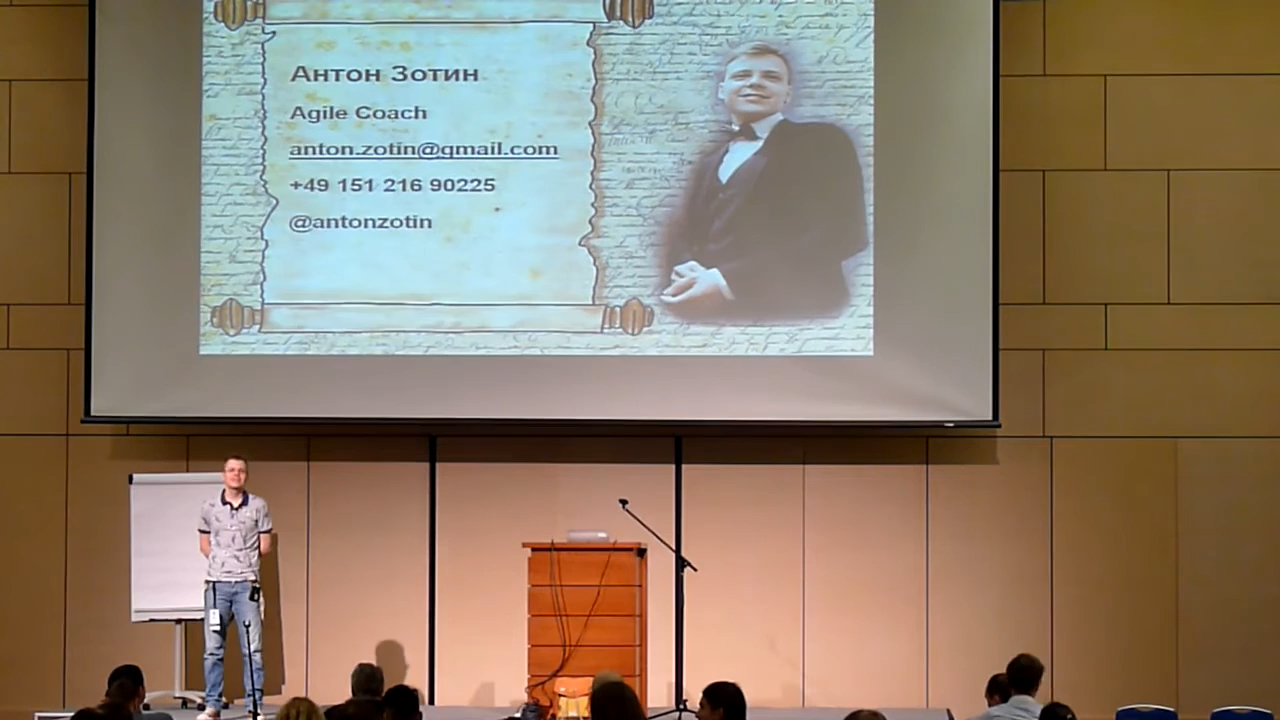 Антон Зотин
Agile Coach
anton.zotin@gmail.com
+49 151 216 90225
@antonzotin